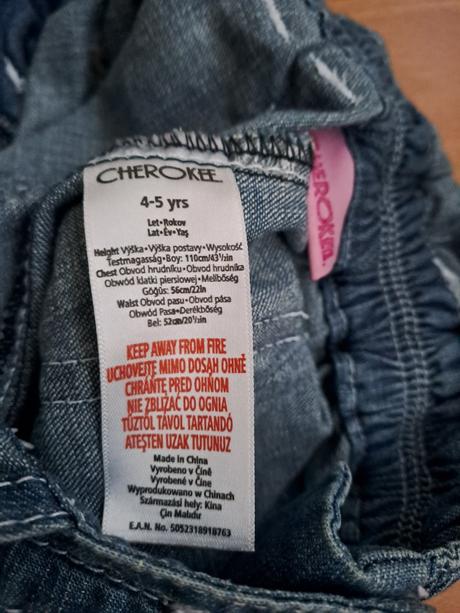 CHEROKEE
4-5 yrs
Let•Rokov
Lat•Év•Yaş
Height Výška•Výška postavy•Wysokość
Testmagasság•Boy: 110cm/43½in
Chest Obvod hrudníku•Obvod hrudníka
Obwód klatki piersiowej•Mellbőség
Göğüs: 56cm/22in
Waist Obvod pasu•Obvod pása
Obwód Pasa•Derékbőség
Bel: 52cm/20½in
KEEP AWAY FROM FIRE
UCHOVEJTE MIMO DOSAH OHNĚ
CHRÁŇTE PRED OHŇOM
NIE ZBLIŻAĆ DO OGNIA
TŰZTŐL TÁVOL TARTANDÓ
ATEŞTEN UZAK TUTUNUZ
Made in China
Vyrobeno v Číně
Vyrobené v Číne
Wyprodukowano w Chinach
Származási hely: Kina
Çin Malıdır
E.A.N. No. 5052318918763
CHEROKEE